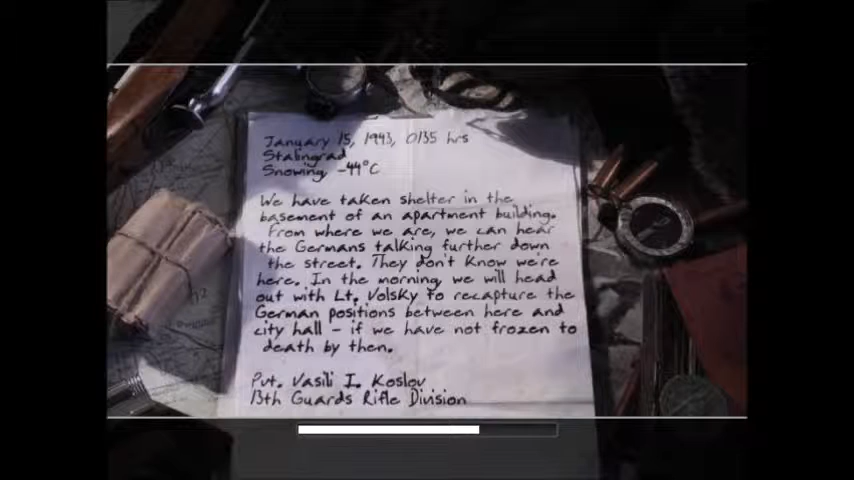 January 15, 1943, 0135 hrs
Stalingrad
Snowing, -44°C
We have taken shelter in the
basement of an apartment building.
From where we are, we can hear
the Germans talking further down
the street. They don't know we're
here. In the morning, we will head
out with Lt. Volsky to recapture the
German positions between here and
city hall - if we have not frozen to
death by then.
Pvt. Vasili I. Koslov
13th Guards Rifle Division